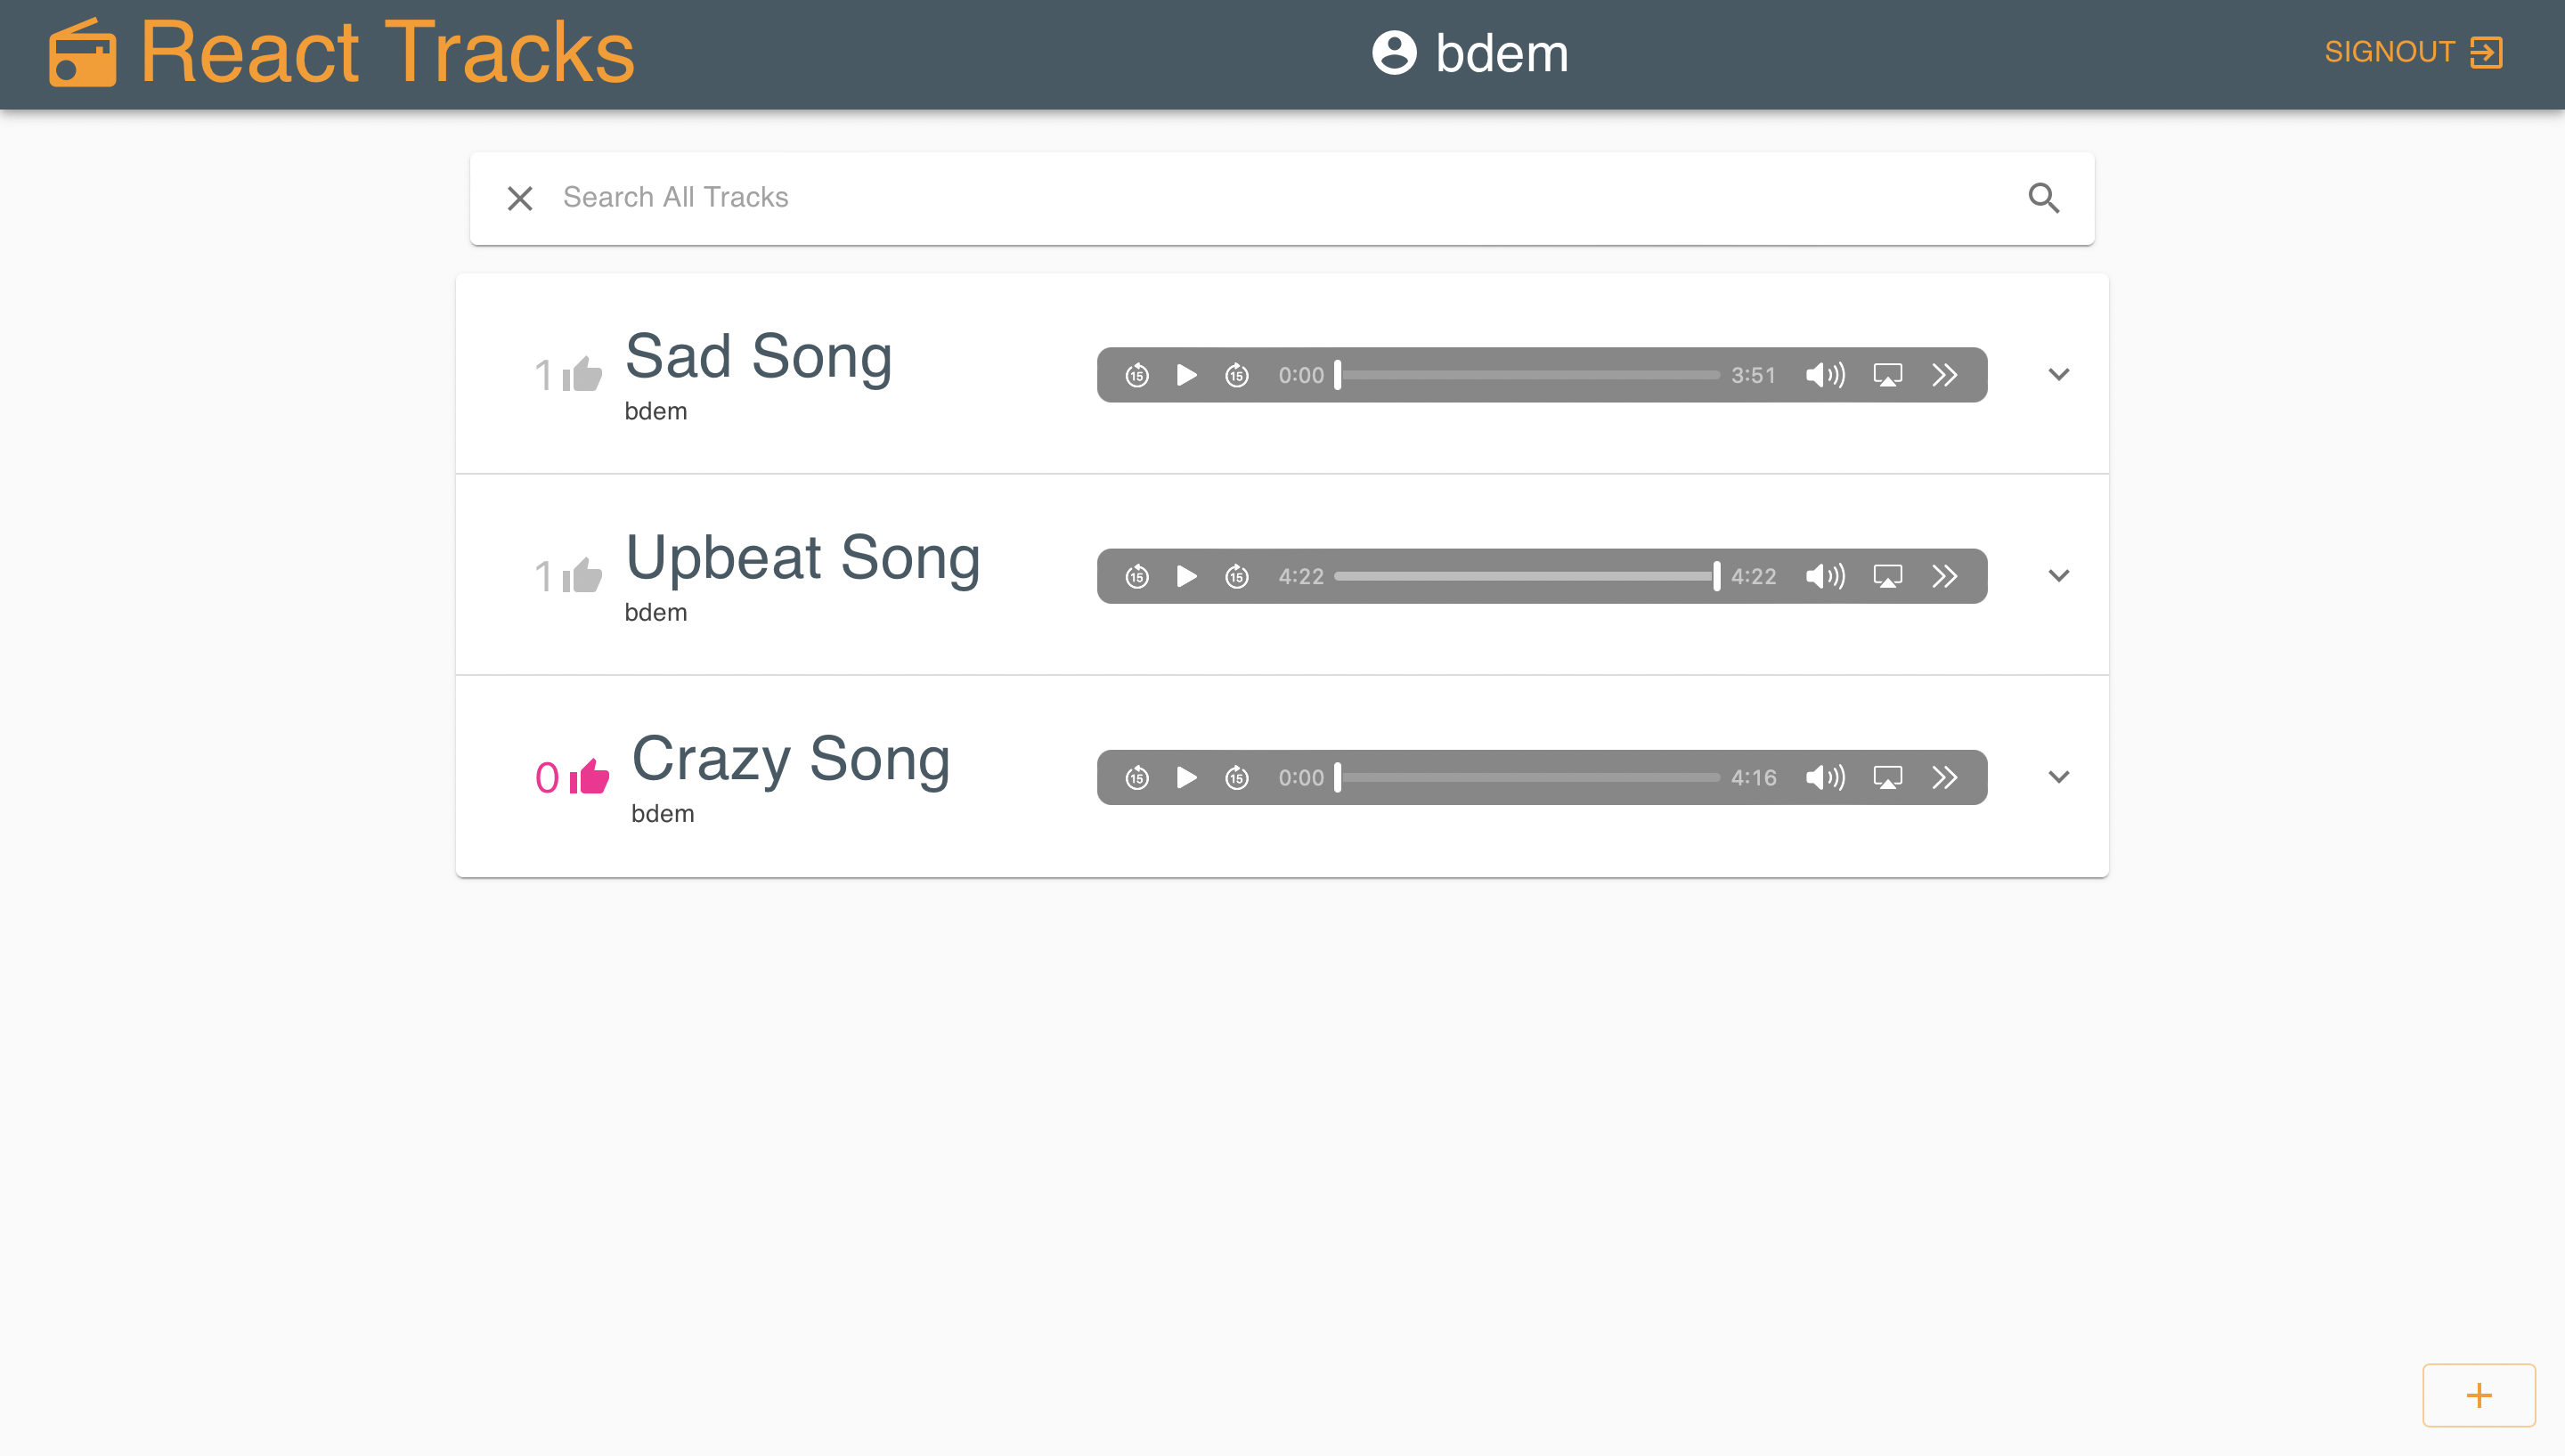 React Tracks
bdem
SIGNOUT
Search All Tracks
1
Sad Song
bdem
15
15
0:00
3:51
1
Upbeat Song
bdem
15
15
4:22
4:22
0
Crazy Song
bdem
15
15
0:00
4:16